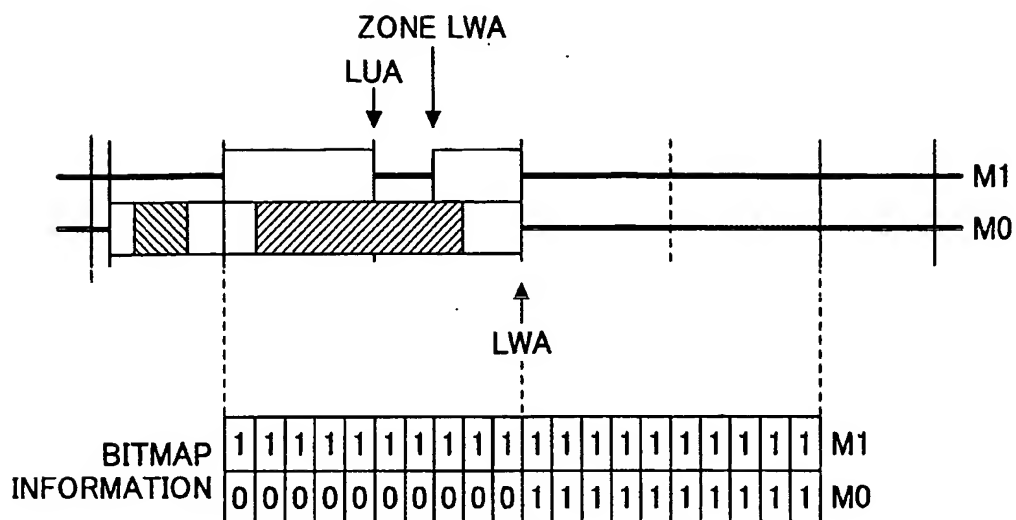 ZONE LWA
LUA
M1
M0
LWA
BITMAP INFORMATION
1 1 1 1 1 1 1 1 1 1 1 1 1 1 1 1 1 1 1 1 M1
0 0 0 0 0 0 0 0 0 0 1 1 1 1 1 1 1 1 1 1 M0